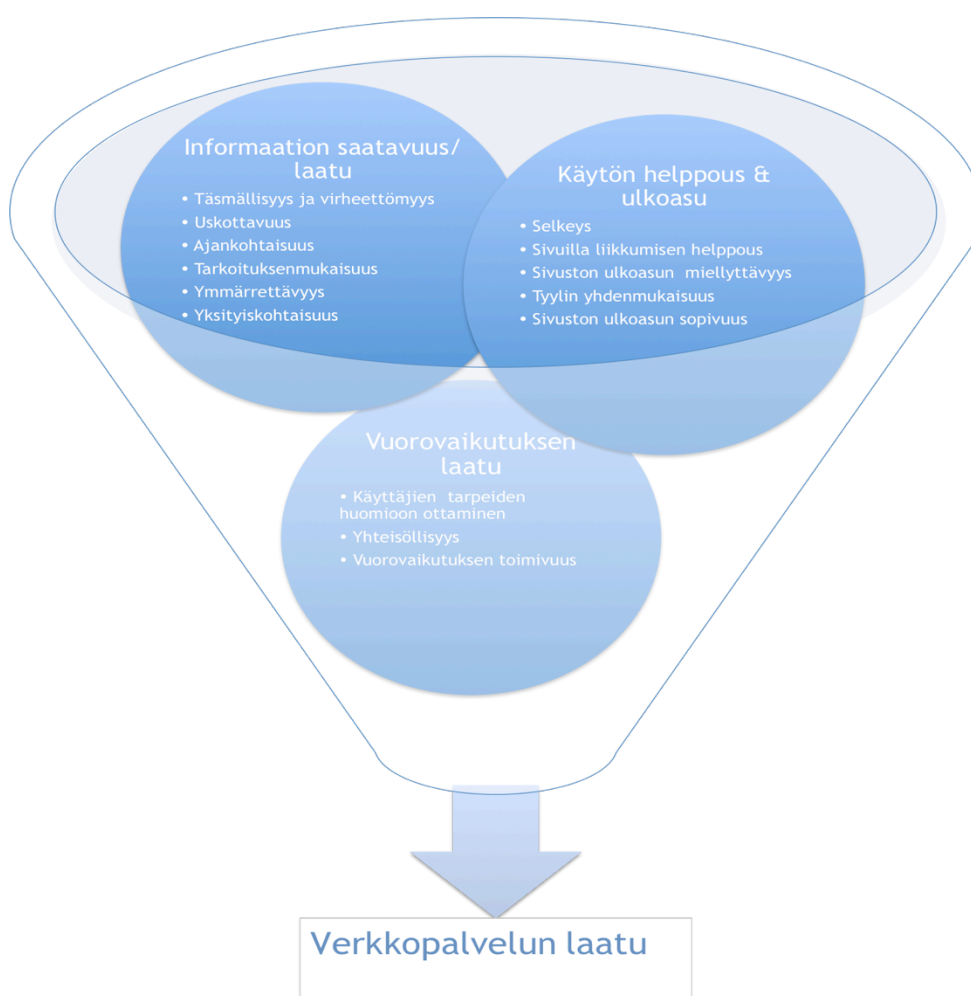 Informaation saatavuus/
laatu
• Täsmällisyys ja virheettömyys
• Uskottavuus
• Ajankohtaisuus
• Tarkoituksenmukaisuus
• Ymmärrettävyys
• Yksityiskohtaisuus
Käytön helppous &
ulkoasu
• Selkeys
• Sivuilla liikkumisen helppous
• Sivuston ulkoasun miellyttävyys
• Tyylin yhdenmukaisuus
• Sivuston ulkoasun sopivuus
Vuorovaikutuksen
laatu
• Käyttäjien tarpeiden
huomioon ottaminen
• Yhteisöllisyys
• Vuorovaikutuksen toimivuus
Verkkopalvelun laatu